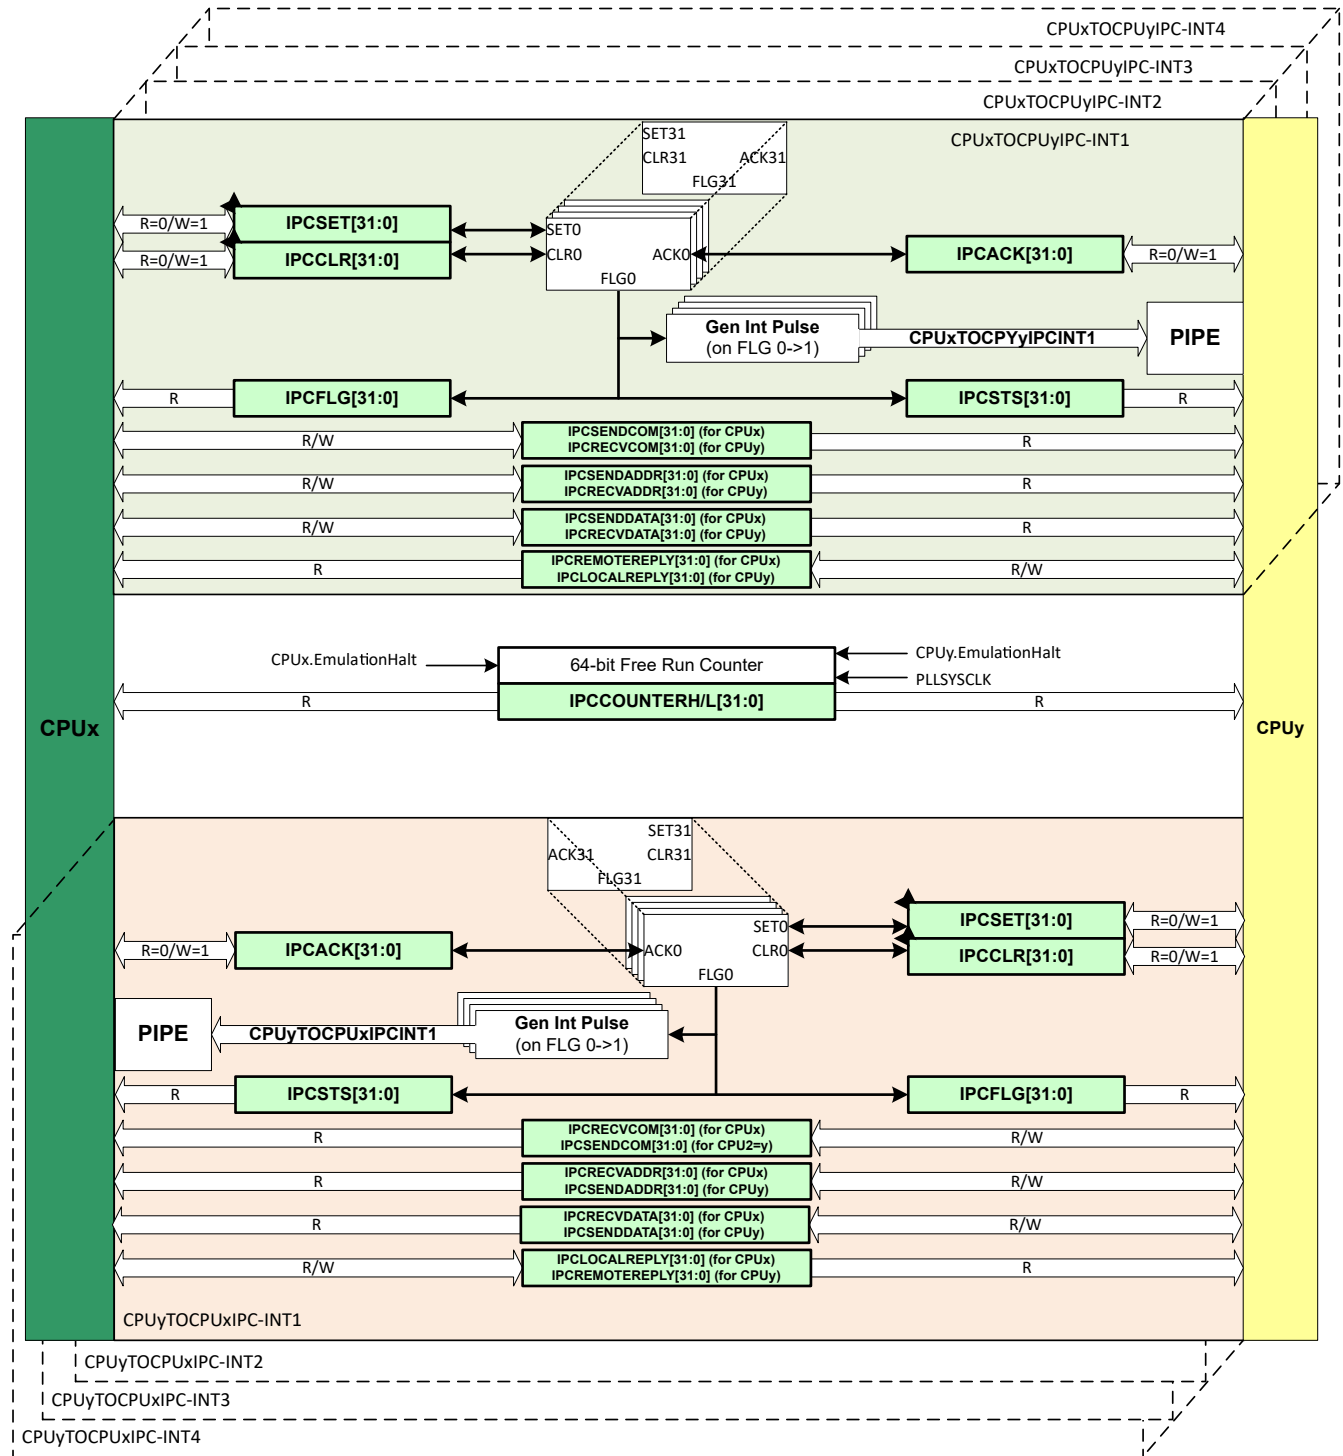 CPUxTOCPUyIPC-INT4
CPUxTOCPUyIPC-INT3
CPUxTOCPUyIPC-INT2
CPUxTOCPUyIPC-INT1
SET31
CLR31 ACK31
FLG31
R=0/W=1 IPCSET[31:0] SET0
R=0/W=1 IPCCLR[31:0] CLR0 ACK0 IPCACK[31:0] R=0/W=1
FLG0
Gen Int Pulse
(on FLG 0->1) CPUxTOCPYyIPCINT1 PIPE
R IPCFLG[31:0] IPCSTS[31:0] R
IPCSENDCOM[31:0] (for CPUx)
R/W IPCRECVCOM[31:0] (for CPUy) R
IPCSENDADDR[31:0] (for CPUx)
R/W IPCRECVADDR[31:0] (for CPUy) R
IPCSENDDATA[31:0] (for CPUx)
R/W IPCRECVDATA[31:0] (for CPUy) R
IPCREMOTEREPLY[31:0] (for CPUx)
R IPCLOCALREPLY[31:0] (for CPUy) R/W
CPUx.EmulationHalt 64-bit Free Run Counter CPUy.EmulationHalt
PLLSYSCLK
R IPCCOUNTERH/L[31:0] R
CPUx CPUy
SET31
ACK31 CLR31
FLG31
SET0 IPCSET[31:0] R=0/W=1
R=0/W=1 IPCACK[31:0] ACK0 CLR0 IPCCLR[31:0] R=0/W=1
FLG0
PIPE CPUyTOCPUxIPCINT1 Gen Int Pulse
(on FLG 0->1)
R IPCSTS[31:0] IPCFLG[31:0] R
IPCRECVCOM[31:0] (for CPUx)
R IPCSENDCOM[31:0] (for CPU2=y) R/W
IPCRECVADDR[31:0] (for CPUx)
R IPCSENDADDR[31:0] (for CPUy) R/W
IPCRECVDATA[31:0] (for CPUx)
R IPCSENDDATA[31:0] (for CPUy) R/W
IPCLOCALREPLY[31:0] (for CPUx)
R/W IPCREMOTEREPLY[31:0] (for CPUy) R
CPUyTOCPUxIPC-INT1
CPUyTOCPUxIPC-INT2
CPUyTOCPUxIPC-INT3
CPUyTOCPUxIPC-INT4